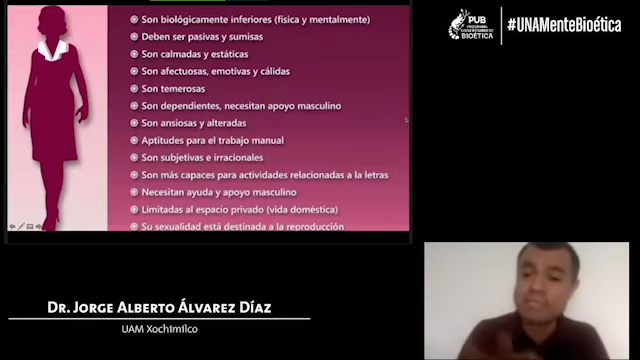 Son biológicamente inferiores (física y mentalmente)
Deben ser pasivas y sumisas
Son calmadas y estáticas
Son afectuosas, emotivas y cálidas
Son temerosas
Son dependientes, necesitan apoyo masculino
Son ansiosas y alteradas
Aptitudes para el trabajo manual
Son subjetivas e irracionales
Son más capaces para actividades relacionadas a la letras
Necesitan ayuda y apoyo masculino
Limitadas al espacio privado (vida doméstica)
Su sexualidad está destinada a la reproducción
PUB
PROGRAMA
UNIVERSITARIO DE
BIOÉTICA
#UNAMenteBioética
Dr. Jorge Alberto Álvarez Díaz
UAM Xochimilco